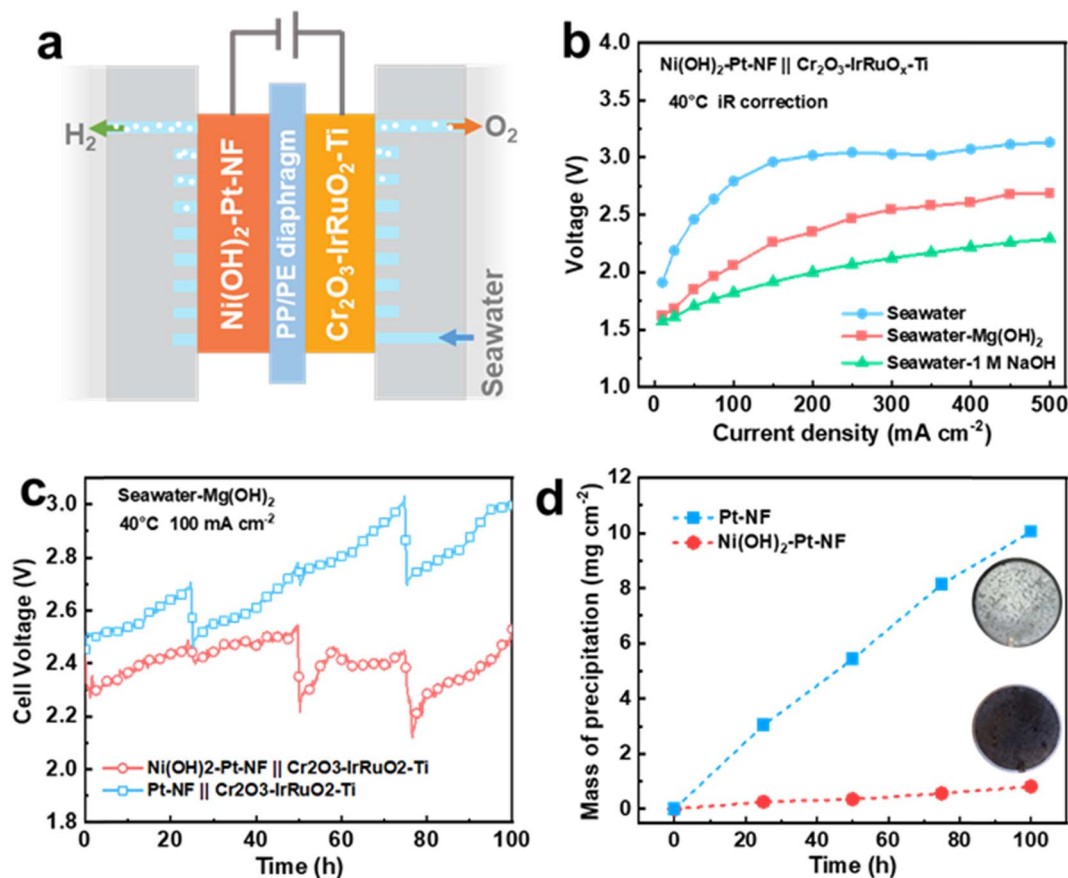 a
H₂
O₂
Ni(OH)₂-Pt-NF
PP/PE diaphragm
Cr₂O₃-IrRuO₂-Ti
Seawater
b
Ni(OH)₂-Pt-NF || Cr₂O₃-IrRuOₓ-Ti
40°C iR correction
Voltage (V)
4.0
3.5
3.0
2.5
2.0
1.5
1.0
Seawater
Seawater-Mg(OH)₂
Seawater-1 M NaOH
0 100 200 300 400 500
Current density (mA cm⁻²)
c
Seawater-Mg(OH)₂
40°C 100 mA cm⁻²
Cell Voltage (V)
3.0
2.8
2.6
2.4
2.2
2.0
1.8
Ni(OH)2-Pt-NF || Cr2O3-IrRuO2-Ti
Pt-NF || Cr2O3-IrRuO2-Ti
0 20 40 60 80 100
Time (h)
d
Mass of precipitation (mg cm⁻²)
12
10
8
6
4
2
0
Pt-NF
Ni(OH)₂-Pt-NF
0 20 40 60 80 100
Time (h)